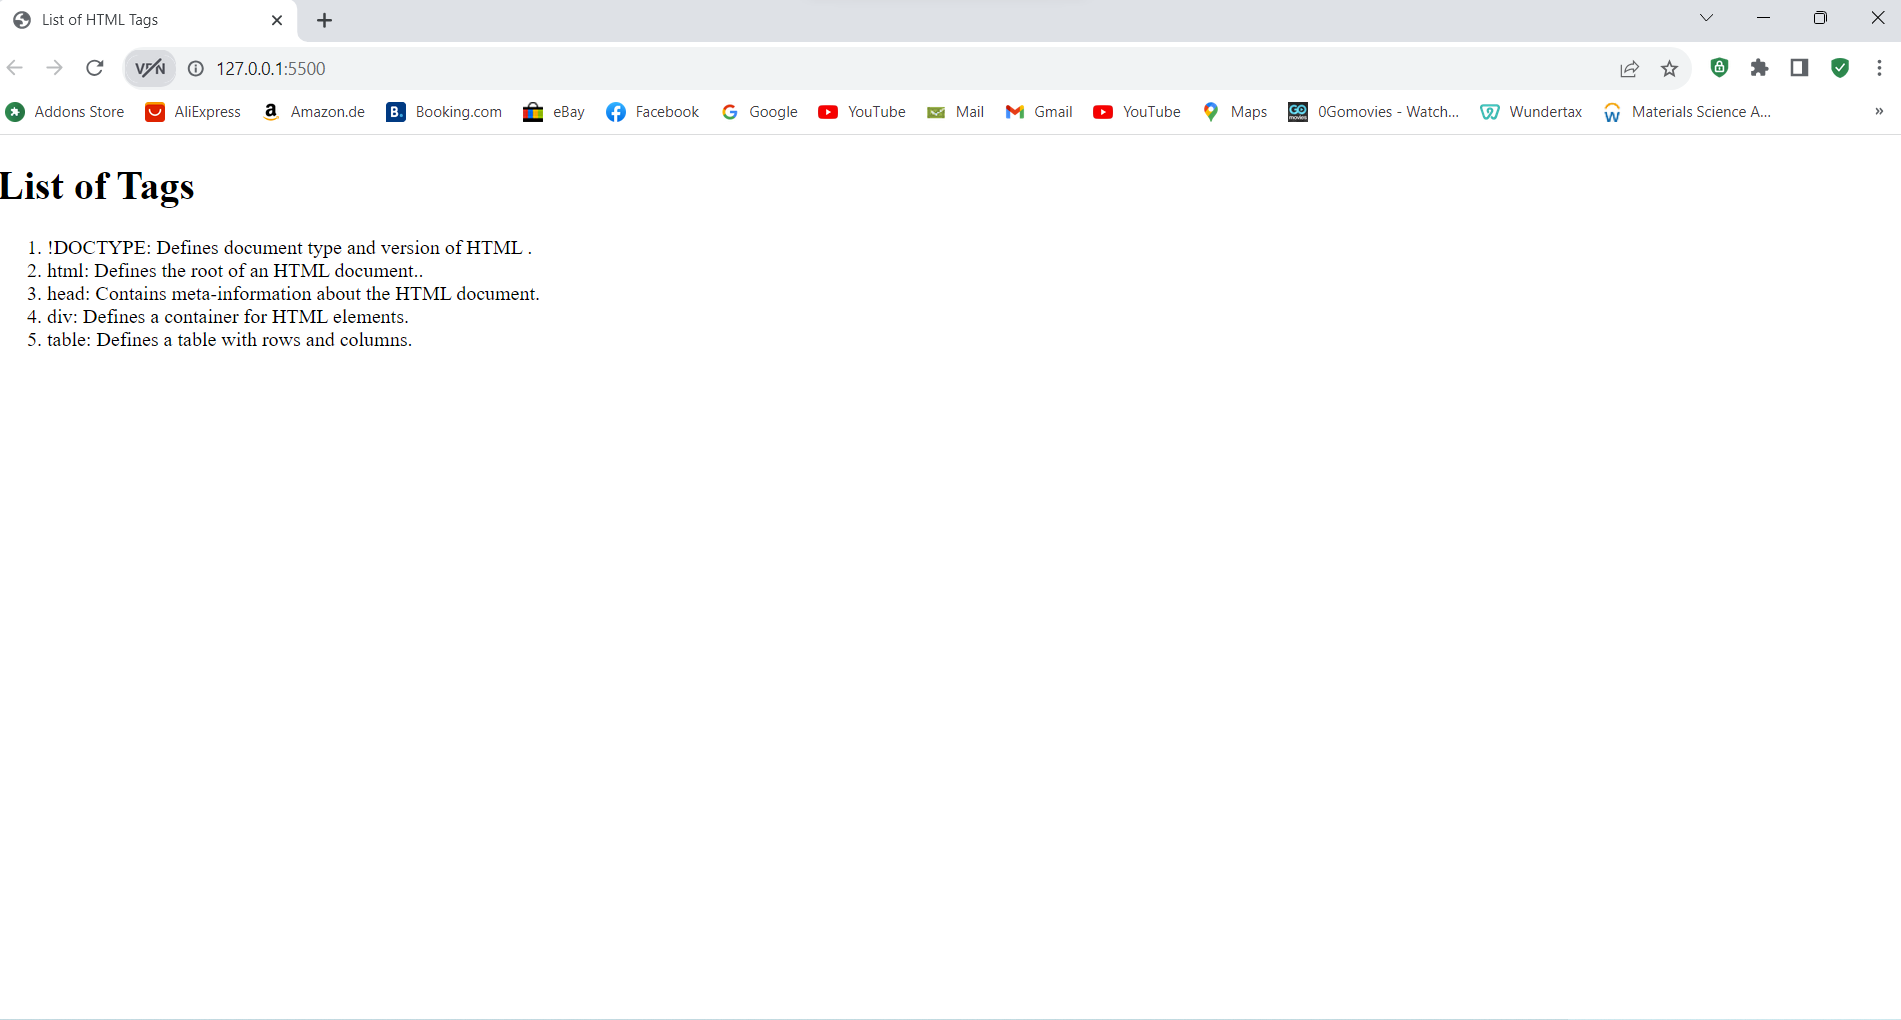 List of HTML Tags
VPN
127.0.0.1:5500
Addons Store AliExpress a Amazon.de B. Booking.com eBay Facebook G Google YouTube Mail Gmail YouTube Maps GO movies 0Gomovies - Watch... Wundertax W Materials Science A... »
List of Tags
1. !DOCTYPE: Defines document type and version of HTML .
2. html: Defines the root of an HTML document..
3. head: Contains meta-information about the HTML document.
4. div: Defines a container for HTML elements.
5. table: Defines a table with rows and columns.